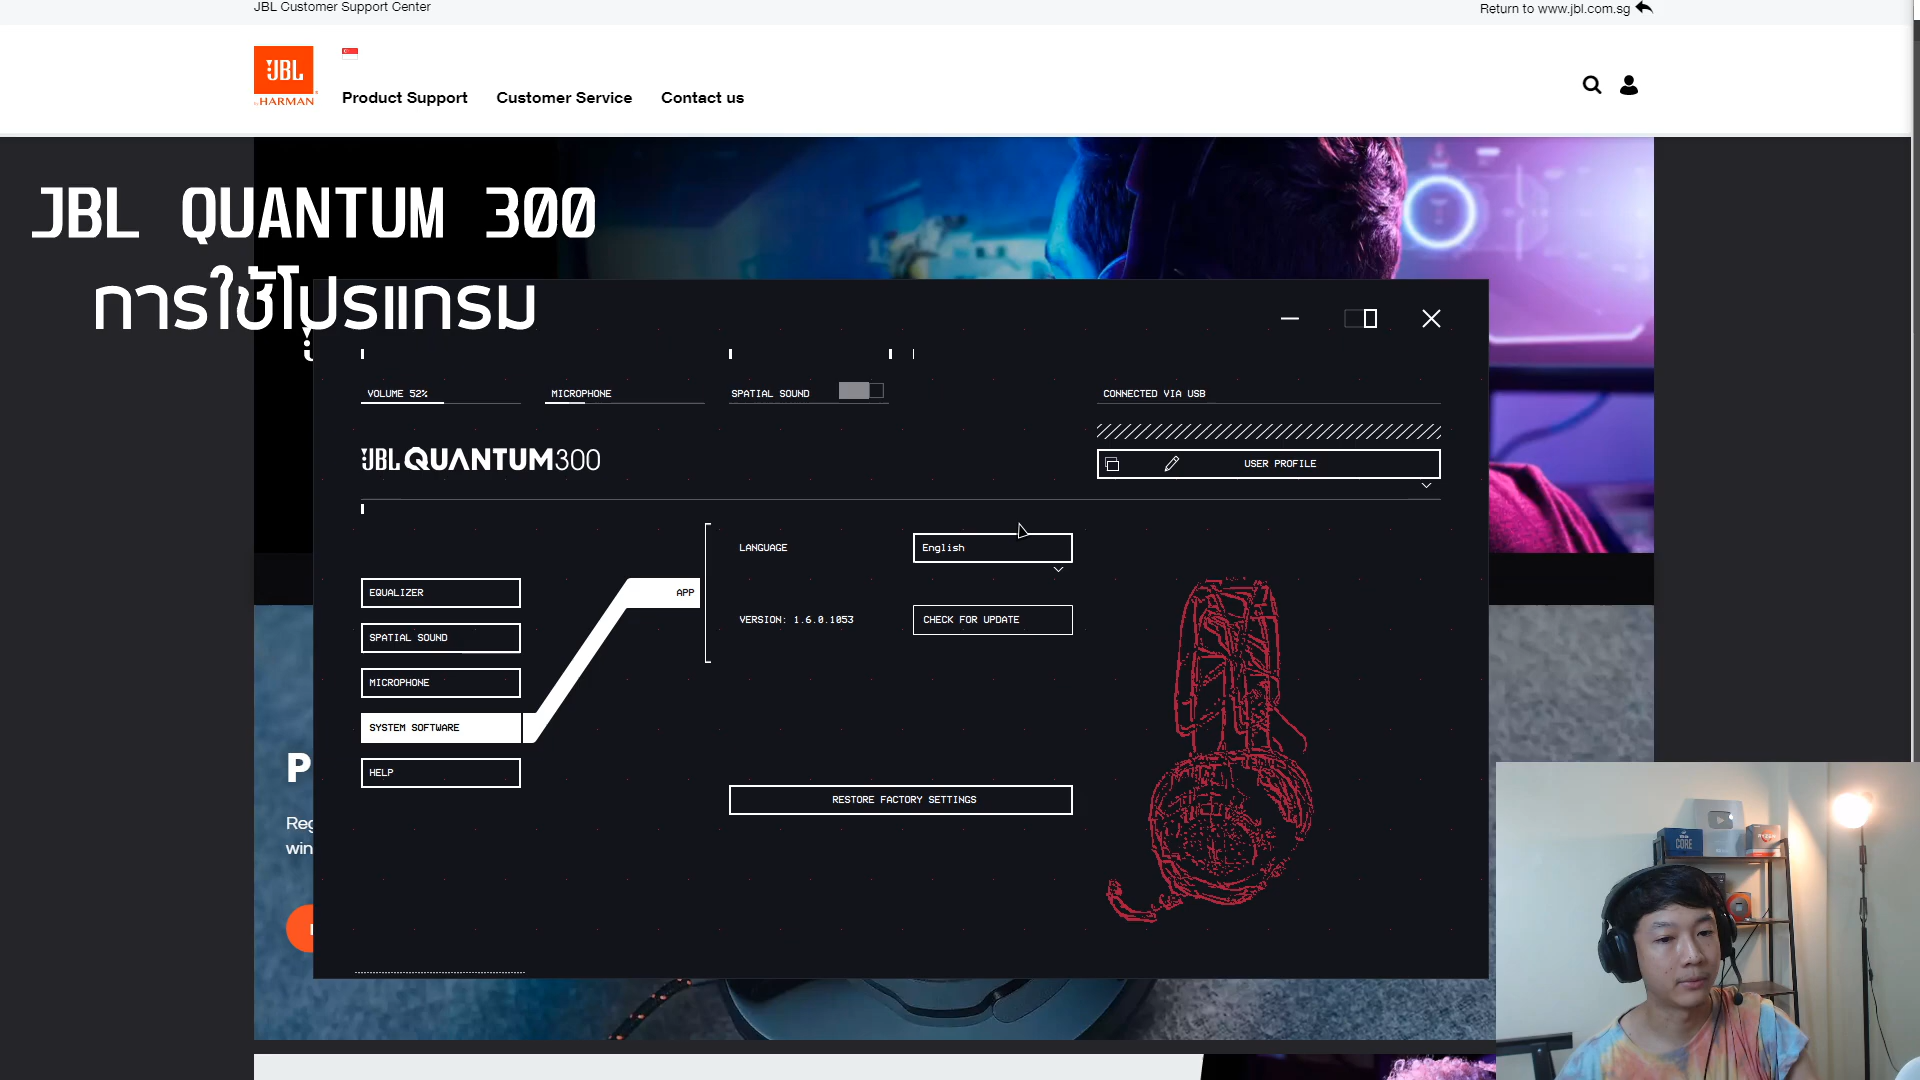 JBL Customer Support Center
Return to www.jbl.com.sg
JBL
by HARMAN
Product Support
Customer Service
Contact us
JBL QUANTUM 300
การใช้โปรแกรม
VOLUME 52%
MICROPHONE
SPATIAL SOUND
CONNECTED VIA USB
JBL QUANTUM300
USER PROFILE
LANGUAGE
English
EQUALIZER
APP
VERSION: 1.6.0.1053
CHECK FOR UPDATE
SPATIAL SOUND
MICROPHONE
SYSTEM SOFTWARE
HELP
P
RESTORE FACTORY SETTINGS
Reg
win
CORE
RYZEN